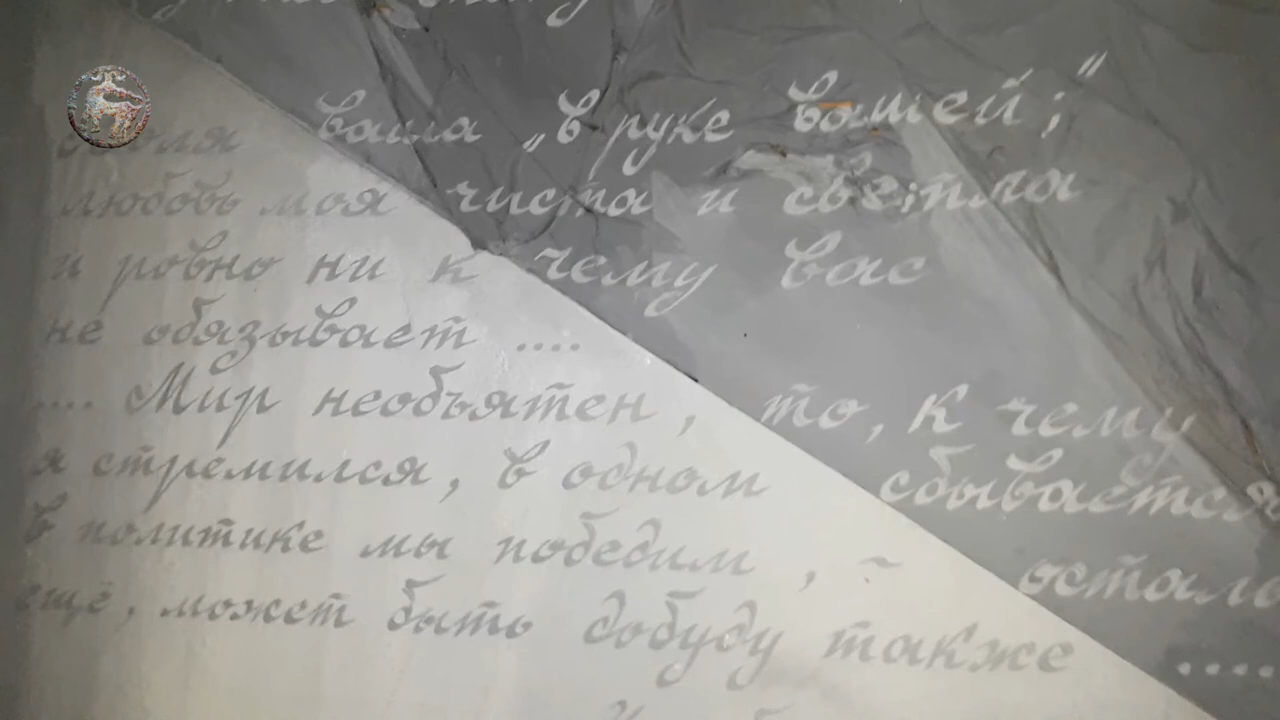 ваша „в руке вашей;"
любовь моя чиста и светла
и ровно ни к чему вас
не обязывает ....
.... Мир необъятен, то, к чему
я стремился, в одном сбывается
в политике мы победим, -
ещё, может быть добуду также ....